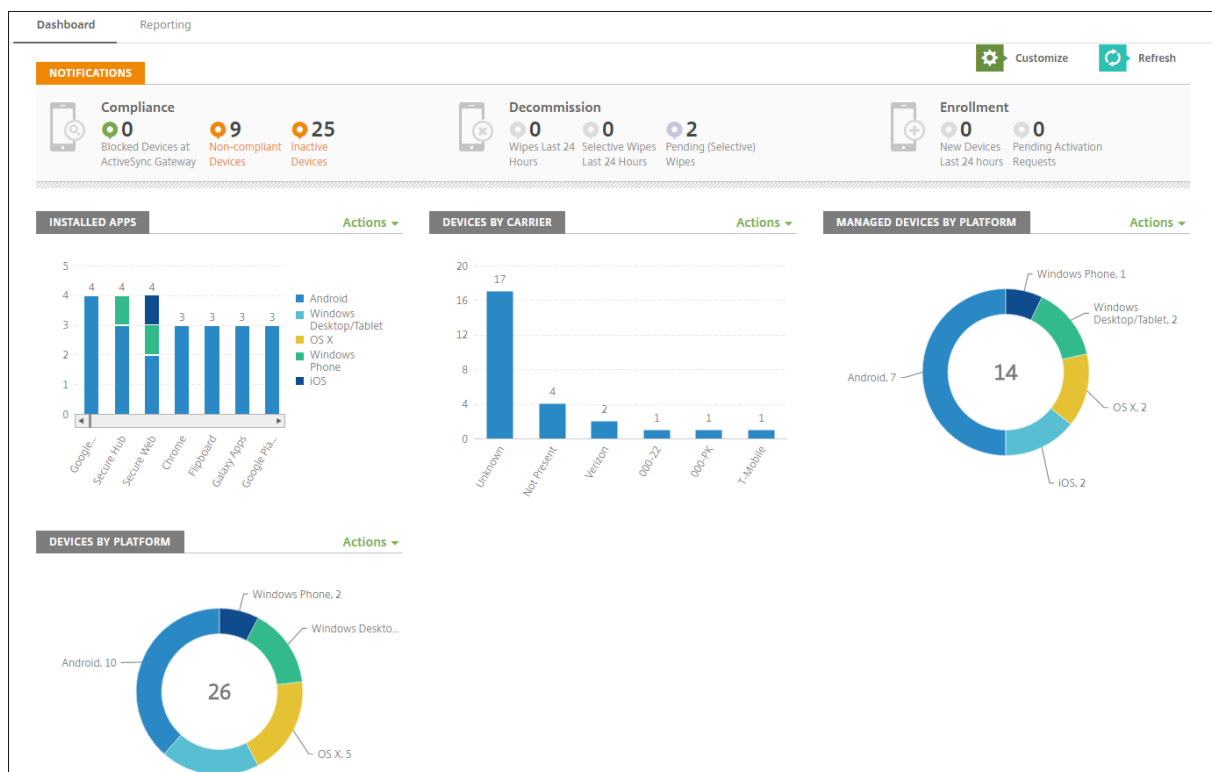 Dashboard Reporting
Customize Refresh
NOTIFICATIONS
Compliance
0 9 25
Blocked Devices at Non-compliant Inactive
ActiveSync Gateway Devices Devices
Decommission
0 0 2
Wipes Last 24 Selective Wipes Pending (Selective)
Hours Last 24 Hours Wipes
Enrollment
0 0
New Devices Pending Activation
Last 24 hours Requests
INSTALLED APPS Actions
5
4
3
2
1
0
4 4 4 3 3 3 3
Google...
Secure Hub
Secure Web
Chrome
Flipboard
Galaxy Apps
Google Pla...
Android
Windows
Desktop/Tablet
OS X
Windows
Phone
iOS
DEVICES BY CARRIER Actions
20
16
12
8
4
0
17 4 2 1 1 1
Unknown
Not Present
Verizon
000-22
000-PK
T-Mobile
MANAGED DEVICES BY PLATFORM Actions
Windows Phone, 1
Windows
Desktop/Tablet, 2
Android, 7
14
OS X, 2
iOS, 2
DEVICES BY PLATFORM Actions
Windows Phone, 2
Windows Deskto...
Android, 10
26
OS X, 5